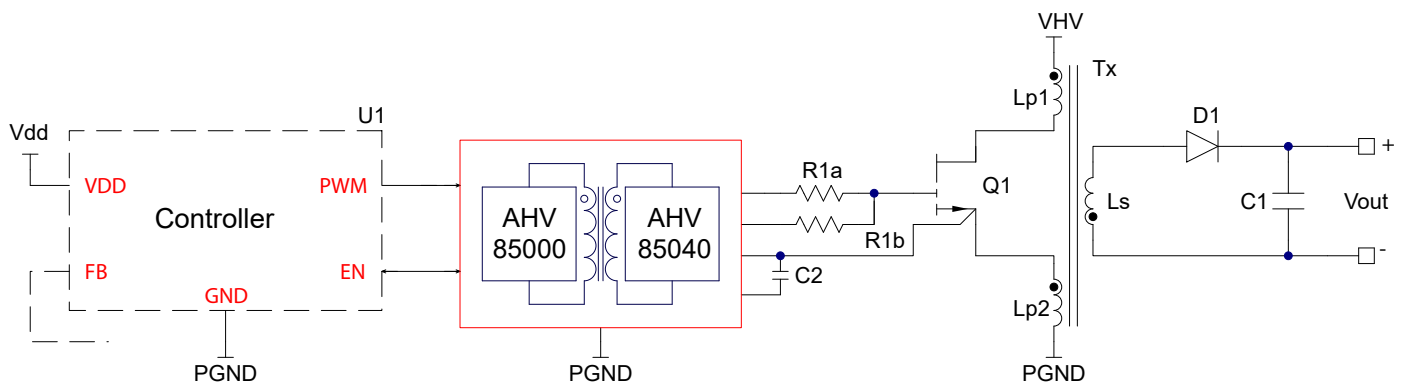 VHV
Tx
Lp1
U1
D1
Vdd
+
VDD
PWM
R1a
Q1
Controller
AHV
85000
AHV
85040
Ls
C1
Vout
R1b
FB
EN
C2
-
GND
Lp2
PGND
PGND
PGND